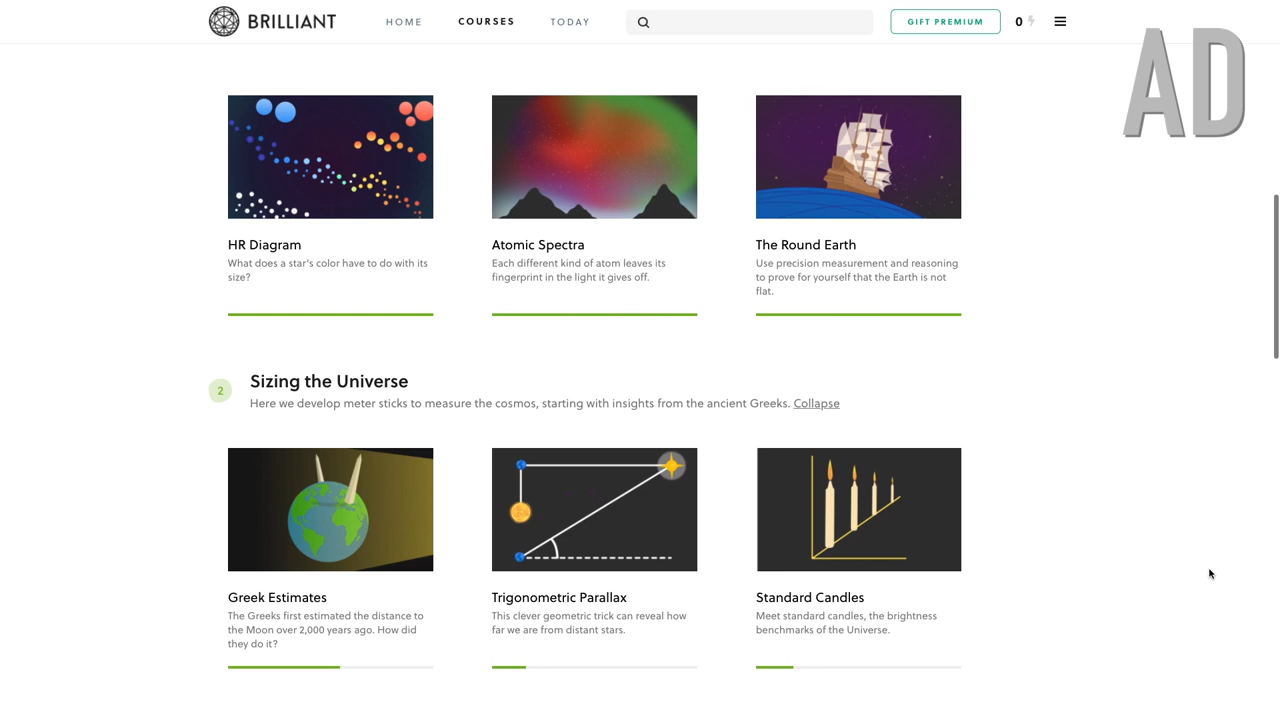 BRILLIANT HOME COURSES TODAY GIFT PREMIUM 0
AD
HR Diagram
What does a star's color have to do with its
size?
Atomic Spectra
Each different kind of atom leaves its
fingerprint in the light it gives off.
The Round Earth
Use precision measurement and reasoning
to prove for yourself that the Earth is not
flat.
2
Sizing the Universe
Here we develop meter sticks to measure the cosmos, starting with insights from the ancient Greeks. Collapse
Greek Estimates
The Greeks first estimated the distance to
the Moon over 2,000 years ago. How did
they do it?
Trigonometric Parallax
This clever geometric trick can reveal how
far we are from distant stars.
Standard Candles
Meet standard candles, the brightness
benchmarks of the Universe.